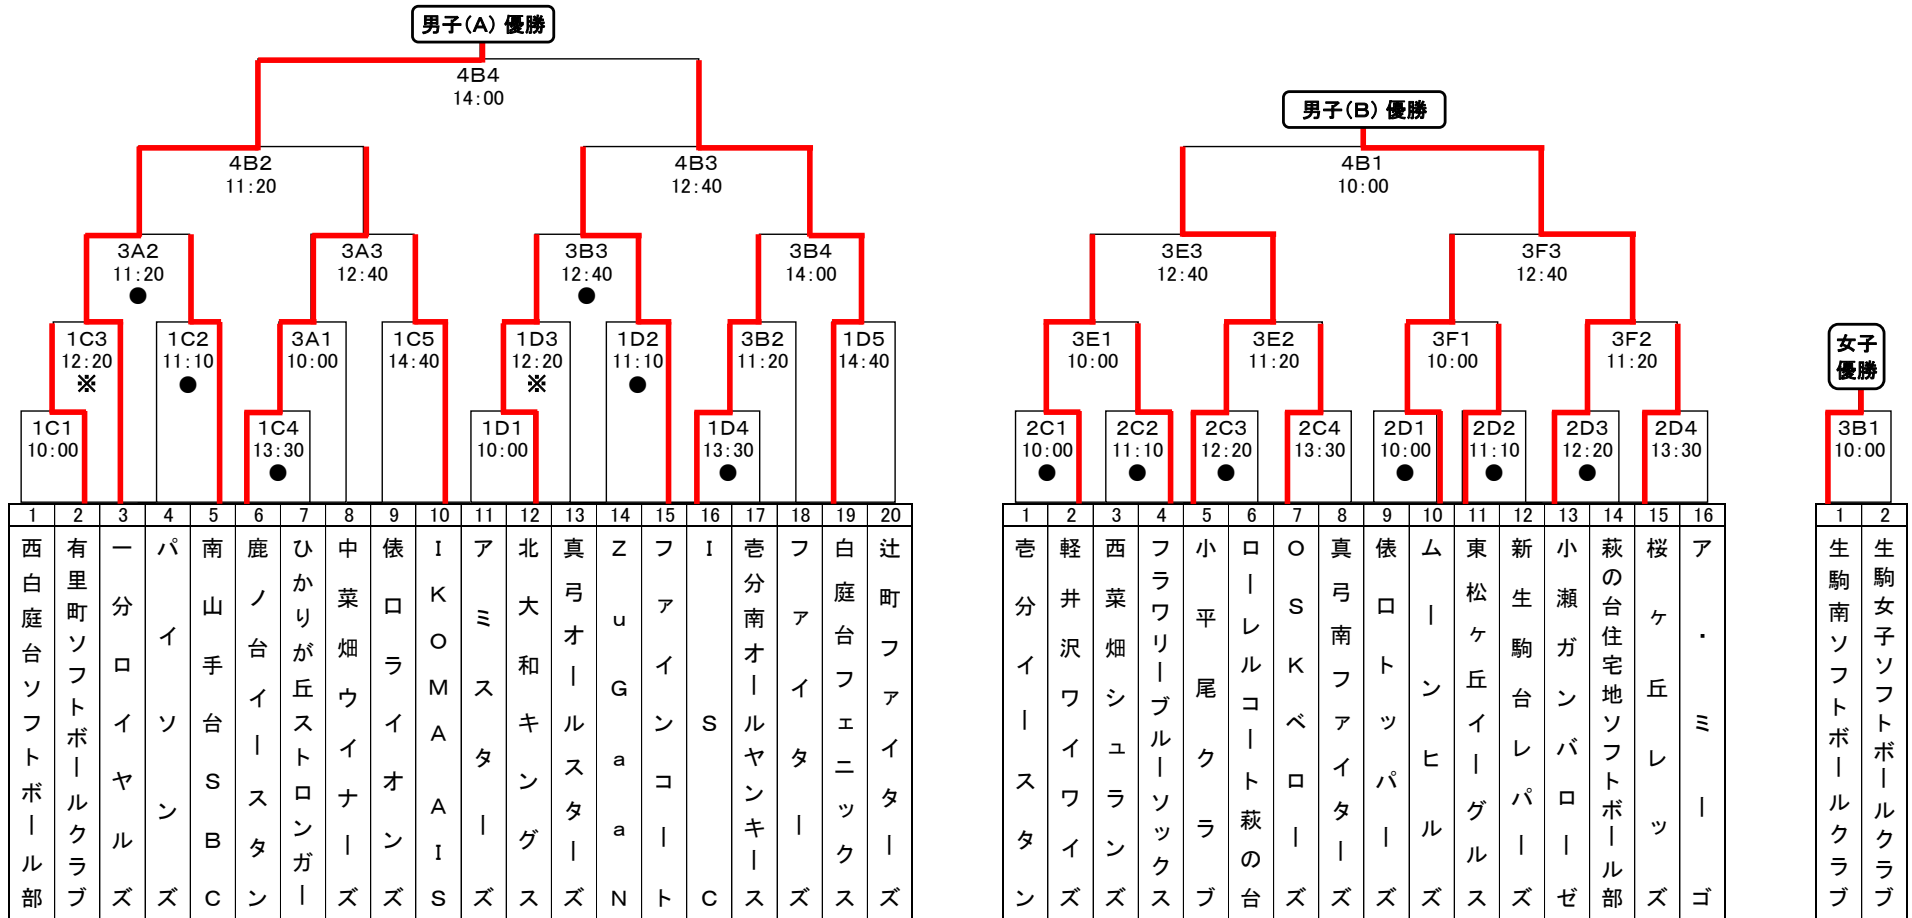 男子（A） 優勝
4B4
14:00
4B2
11:20
4B3
12:40
3A2
11:20
●
3A3
12:40
3B3
12:40
●
3B4
14:00
1C3
12:20
※
1C2
11:10
●
3A1
10:00
1C5
14:40
1D3
12:20
※
1D2
11:10
●
3B2
11:20
1D5
14:40
1C1
10:00
1C4
13:30
●
1D1
10:00
1D4
13:30
●
1 2 3 4 5 6 7 8 9 10 11 12 13 14 15 16 17 18 19 20
西白庭台ソフトボール部
有里町ソフトボールクラブ
一分ロイヤルズ
パイソンズ
南山手台SBC
鹿ノ台イースタン
ひかりが丘ストロンガー
中菜畑ウイナーズ
俵口ライオンズ
IKOMA AIS
アミスターズ
北大和キングス
真弓オールスターズ
ZuGaaN
ファインコート
ISC
壱分南オールヤンキース
ファイターズ
白庭台フェニックス
辻町ファイターズ
男子（B） 優勝
4B1
10:00
3E3
12:40
3F3
12:40
3E1
10:00
3E2
11:20
3F1
10:00
3F2
11:20
2C1
10:00
●
2C2
11:10
●
2C3
12:20
●
2C4
13:30
2D1
10:00
●
2D2
11:10
●
2D3
12:20
●
2D4
13:30
1 2 3 4 5 6 7 8 9 10 11 12 13 14 15 16
壱分イースタン
軽井沢ワイワイズ
西菜畑シュランズ
フラワリーブルーソックス
小平尾クラブ
ローレルコート萩の台
OSKベローズ
真弓南ファイターズ
俵口トッパーズ
ムーンヒルズ
東松ヶ丘イーグルス
新生駒台レパーズ
小瀬ガンバローゼ
萩の台住宅地ソフトボール部
桜ヶ丘レッズ
ア・ミーゴ
女子
優勝
3B1
10:00
1 2
生駒南ソフトボールクラブ
生駒女子ソフトボールクラブ